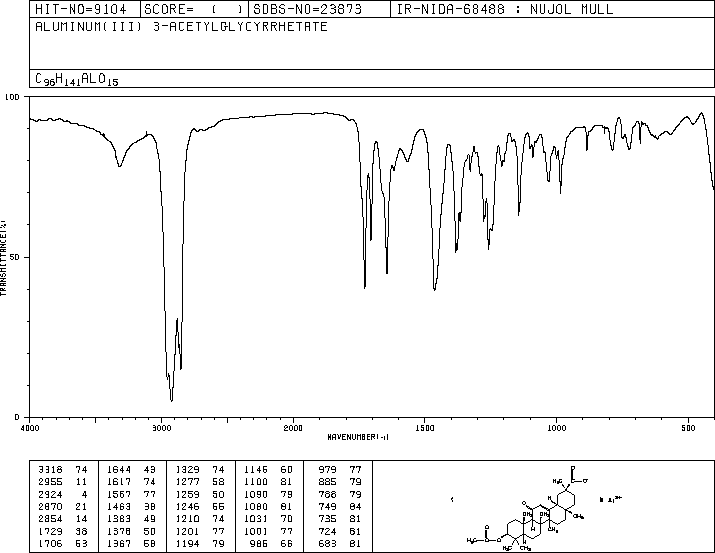 HIT-NO=9104 SCORE= ( ) SDBS-NO=23873 IR-NIDA-68488 : NUJOL MULL
ALUMINUM(III) 3-ACETYLGLYCYRRHETATE
C96H141ALO15
100
50
0
TRANSMITTANCE(%)
4000 3000 2000 1500 1000 500
WAVENUMBER(-1)
3318 74 1644 43 1329 74 1146 60 979 77
2955 11 1617 74 1277 58 1100 81 885 79
2924 4 1567 77 1259 50 1090 79 786 79
2870 21 1463 38 1246 55 1080 81 749 84
2854 14 1383 49 1210 74 1031 70 735 81
1729 38 1378 50 1201 77 1001 77 724 81
1706 53 1367 58 1194 79 986 66 683 81